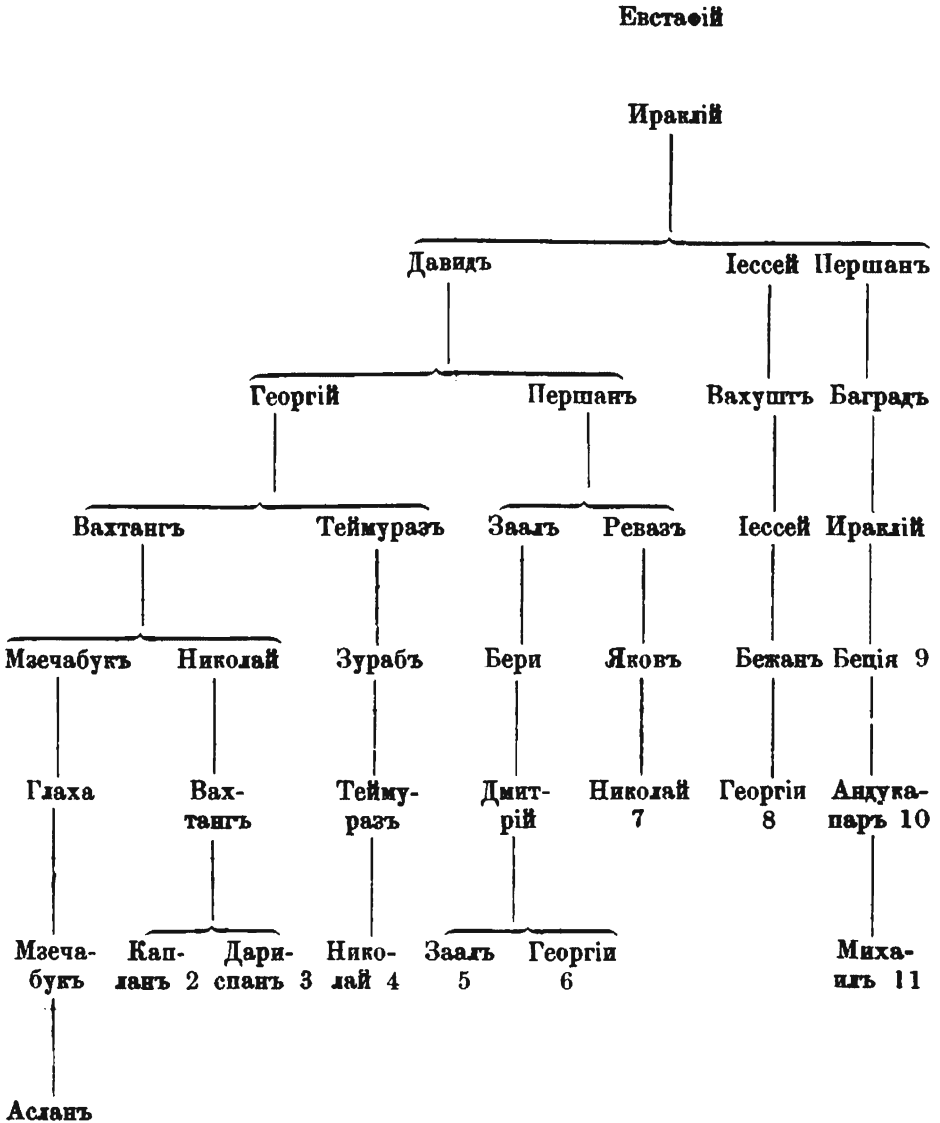 Евстаѳій
Ираклій
Давидъ Іессей Першанъ
Георгій Першанъ Вахуштъ Баградъ
Вахтангъ Теймуразъ Заалъ Ревазъ Іессей Ираклій
Мзечабукъ Николай Зурабъ Бери Яковъ Бежанъ Беція 9
Глаха Вах- Тейму- Дмит- Николай Георгіи Андука-
тангъ разъ рій 7 8 паръ 10
Мзеча- Кап- Дари- Нико- Заалъ Георгіи Миха-
букъ ланъ 2 спанъ 3 лай 4 5 6 илъ 11
Асланъ